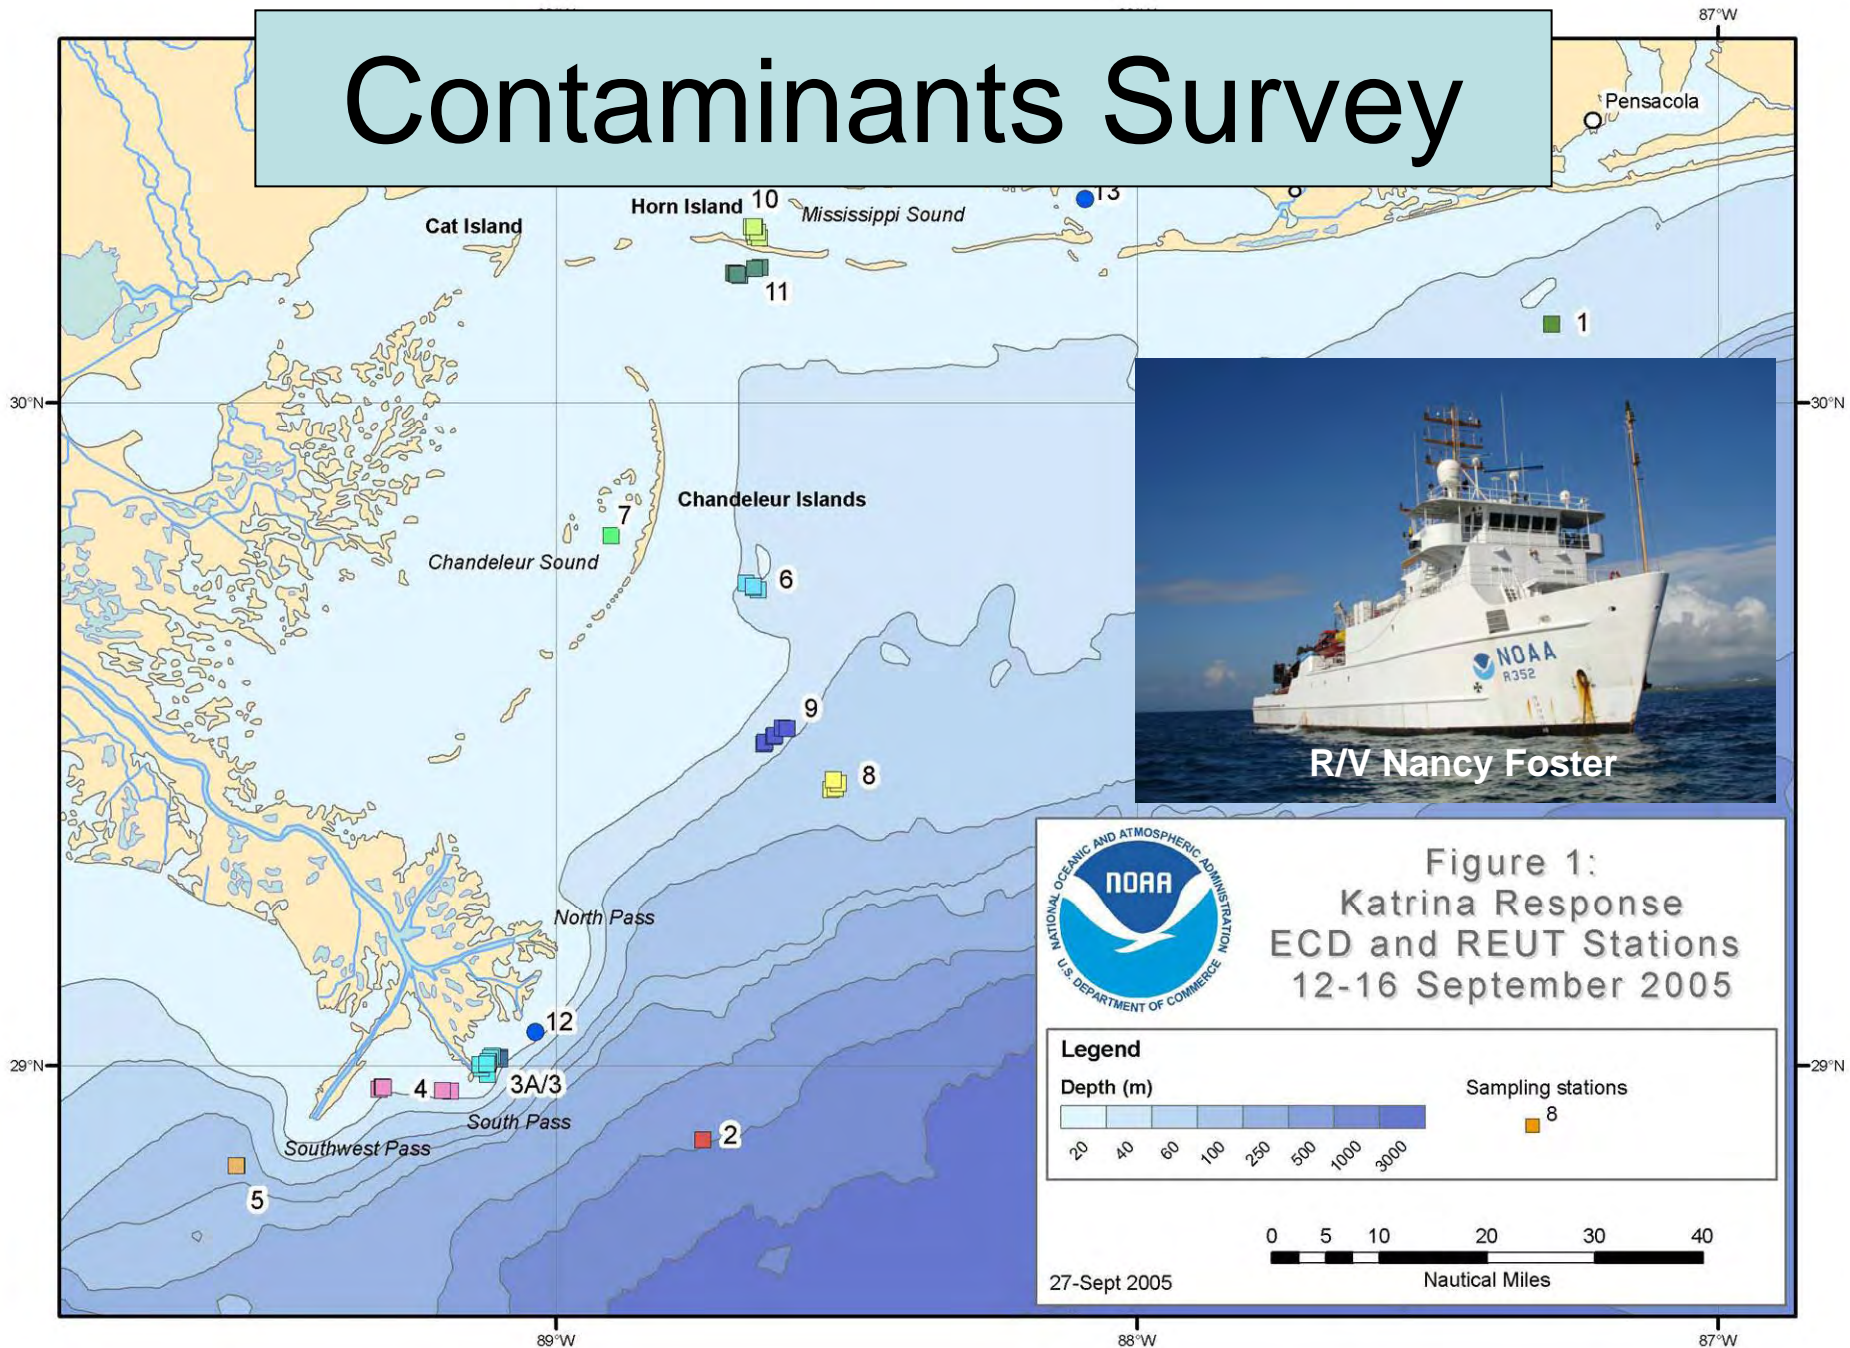 87°W
Contaminants Survey
Pensacola
10
13
Horn Island
Mississippi Sound
Cat Island
11
1
30°N
30°N
Chandeleur Islands
7
Chandeleur Sound
6
NOAA
R352
9
R/V Nancy Foster
8
NATIONAL OCEANIC AND ATMOSPHERIC ADMINISTRATION
NOAA
U.S. DEPARTMENT OF COMMERCE
Figure 1:
Katrina Response
ECD and REUT Stations
12-16 September 2005
North Pass
12
29°N
29°N
4
3A/3
South Pass
2
Southwest Pass
5
Legend
Depth (m)
20 40 60 100 250 500 1000 3000
Sampling stations
8
0 5 10 20 30 40
Nautical Miles
27-Sept 2005
89°W
88°W
87°W